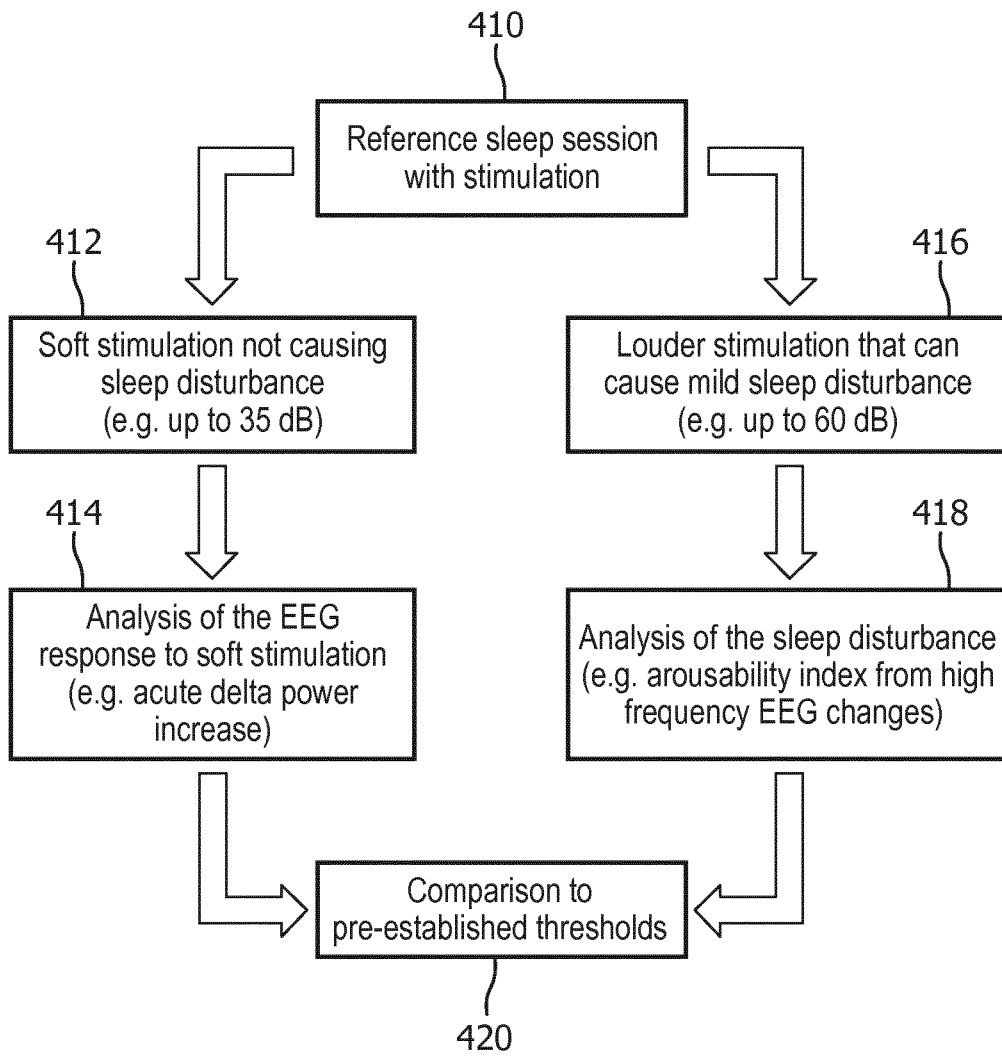 410
Reference sleep session
with stimulation
412
Soft stimulation not causing
sleep disturbance
(e.g. up to 35 dB)
416
Louder stimulation that can
cause mild sleep disturbance
(e.g. up to 60 dB)
414
Analysis of the EEG
response to soft stimulation
(e.g. acute delta power
increase)
418
Analysis of the sleep disturbance
(e.g. arousability index from high
frequency EEG changes)
Comparison to
pre-established thresholds
420